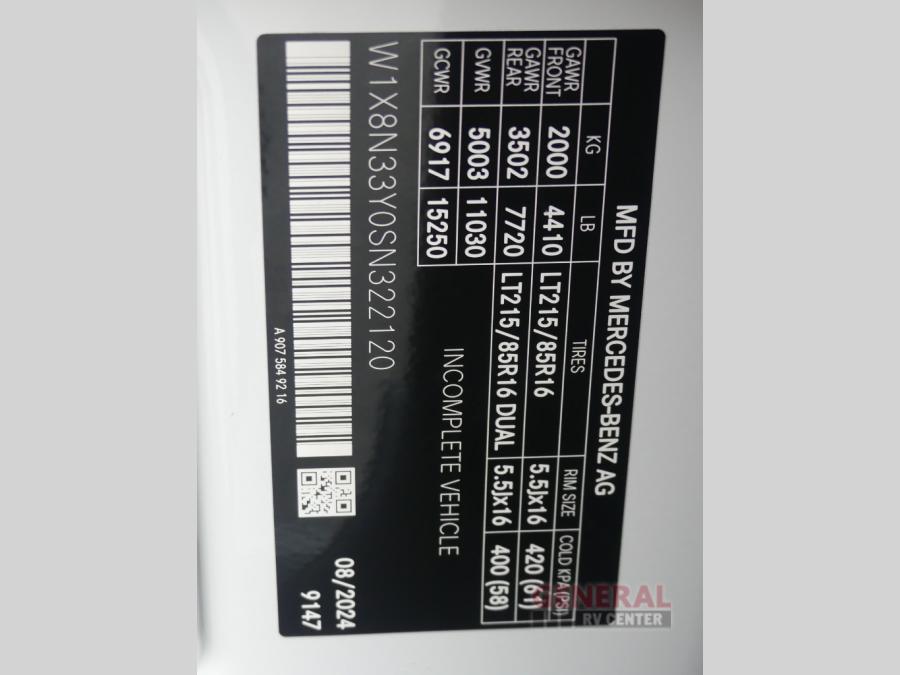 MFD BY MERCEDES-BENZ AG
KG LB TIRES RIM SIZE COLD KPA(PSI)
GAWR FRONT 2000 4410 LT215/85R16 5.5Jx16 420 (61)
GAWR REAR 3502 7720 LT215/85R16 DUAL 5.5Jx16 400 (58)
GVWR 5003 11030
GCWR 6917 15250
INCOMPLETE VEHICLE
W1X8N33Y0SN322120
08/2024
9147
A 907 584 92 16
GENERAL
RV CENTER